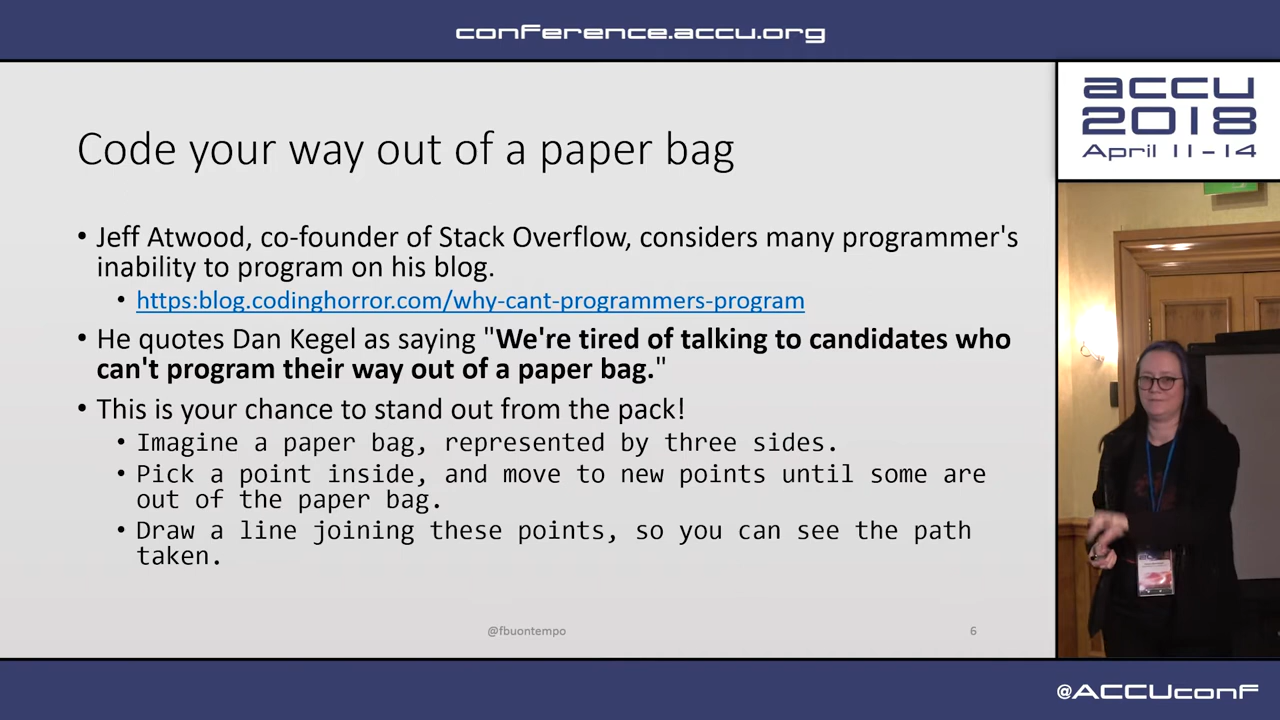 conference.accu.org
accu
2018
April 11-14
Code your way out of a paper bag
• Jeff Atwood, co-founder of Stack Overflow, considers many programmer's
inability to program on his blog.
• https:blog.codinghorror.com/why-cant-programmers-program
• He quotes Dan Kegel as saying "We're tired of talking to candidates who
can't program their way out of a paper bag."
• This is your chance to stand out from the pack!
• Imagine a paper bag, represented by three sides.
• Pick a point inside, and move to new points until some are
out of the paper bag.
• Draw a line joining these points, so you can see the path
taken.
@fbuontempo
6
@ACCUconf